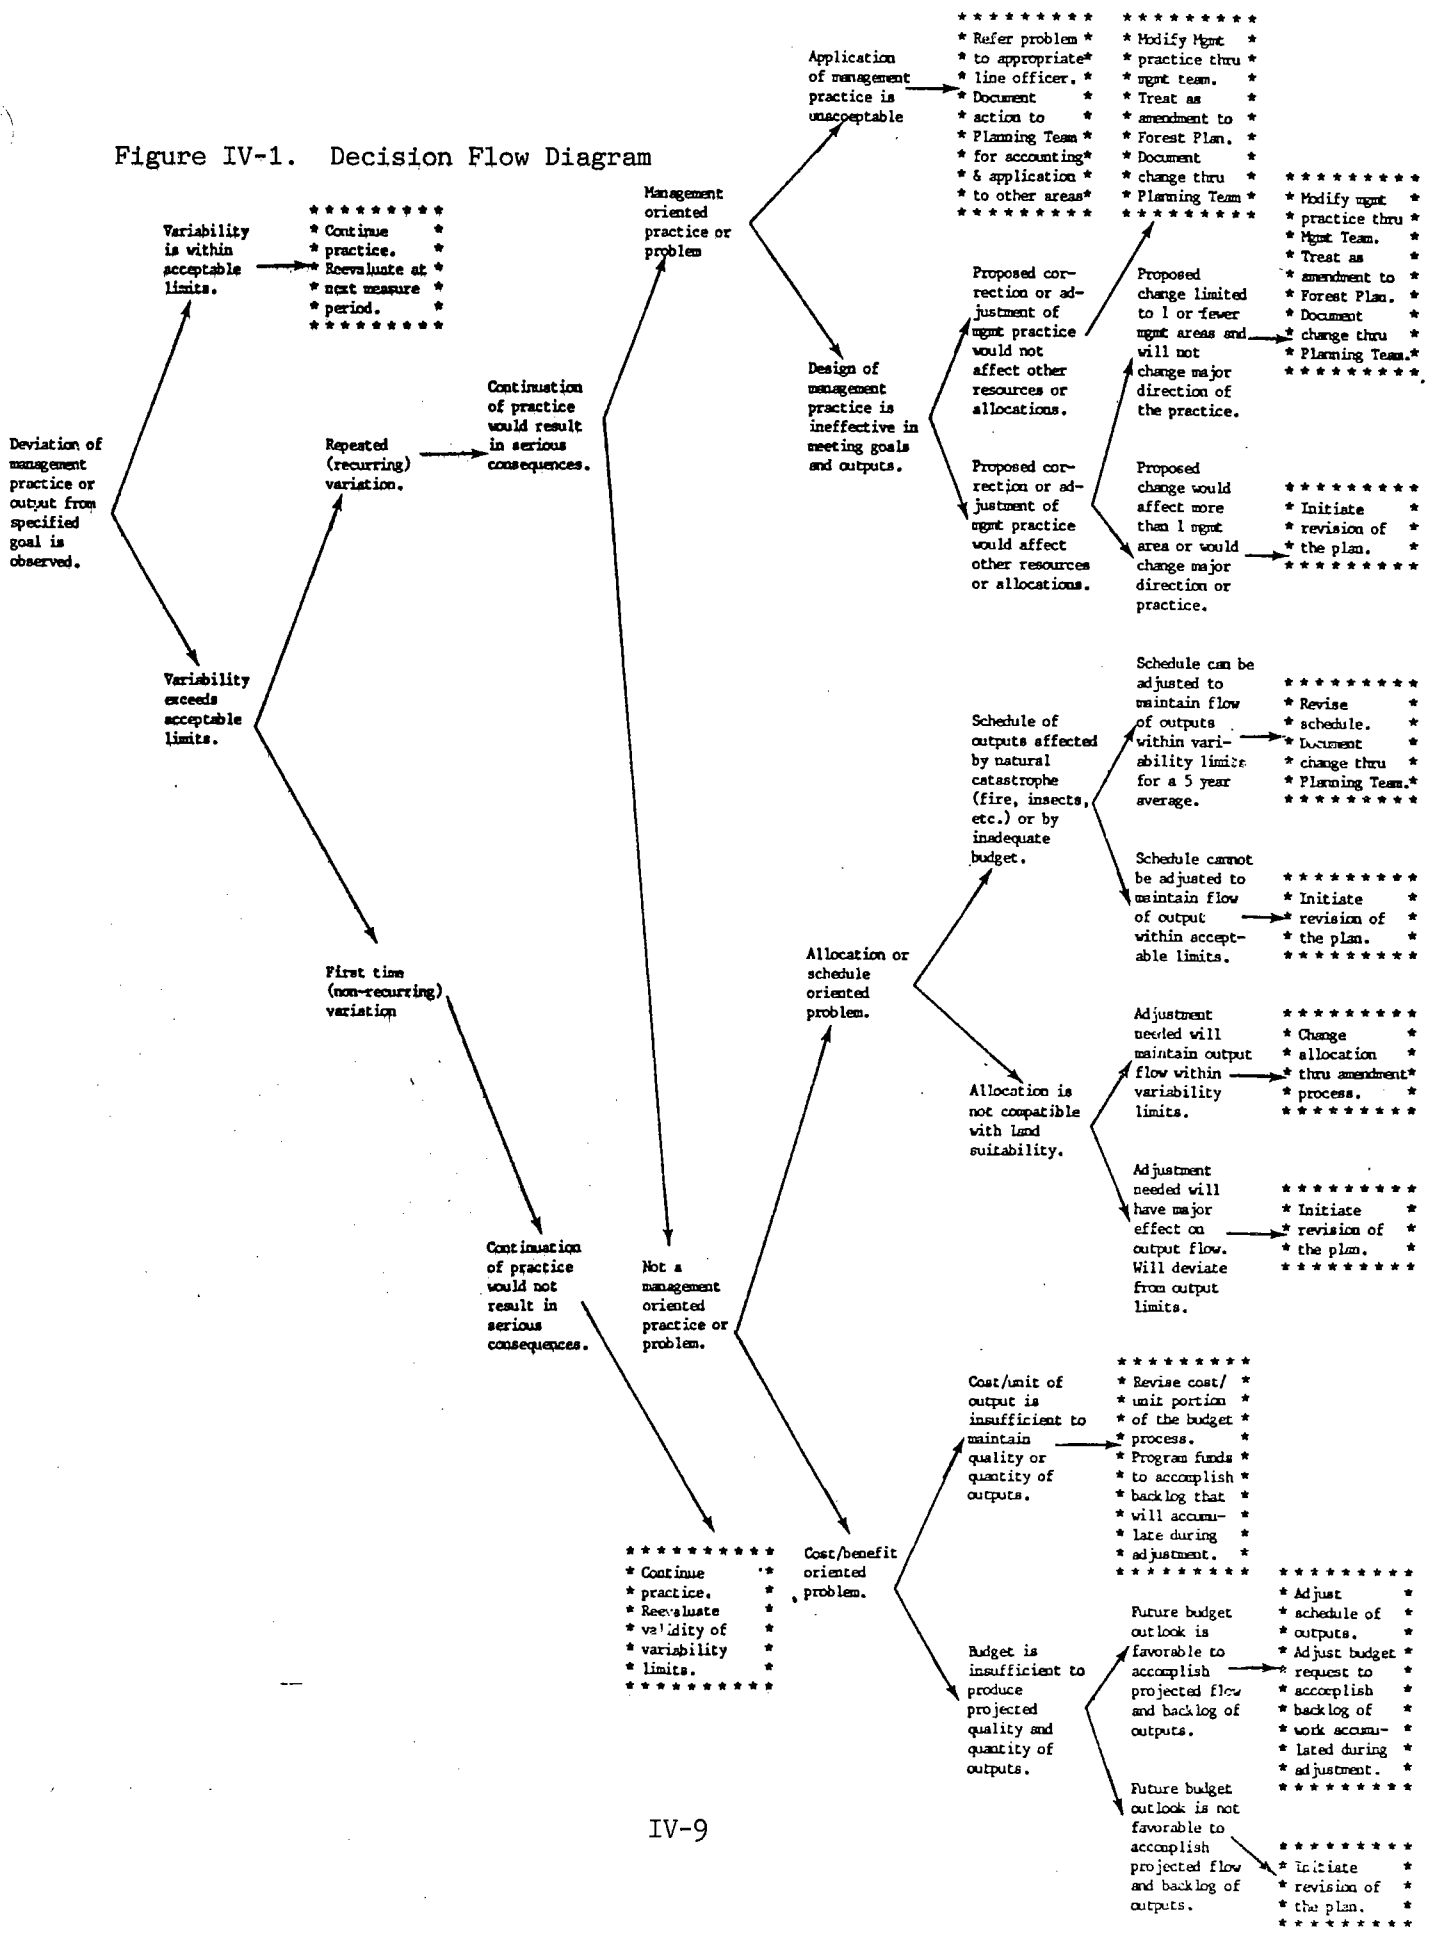 Figure IV-1. Decision Flow Diagram
Deviation of
management
practice or
output from
specified
goal is
observed.
Variability
is within
acceptable
limits.
* * * * * * * * *
* Continue *
* practice. *
* Reevaluate at *
* next measure *
* period. *
* * * * * * * * *
Variability
exceeds
acceptable
limits.
Repeated
(recurring)
variation.
First time
(non-recurring)
variation
Continuation
of practice
would result
in serious
consequences.
Continuation
of practice
would not
result in
serious
consequences.
* * * * * * * * * *
* Continue *
* practice. *
* Reevaluate *
* validity of *
* variability *
* limits. *
* * * * * * * * * *
Management
oriented
practice or
problem
Not a
management
oriented
practice or
problem.
Application
of management
practice is
unacceptable
* * * * * * * * *
* Refer problem *
* to appropriate*
* line officer. *
* Document *
* action to *
* Planning Team *
* for accounting*
* & application *
* to other areas*
* * * * * * * * *
Design of
management
practice is
ineffective in
meeting goals
and outputs.
Proposed cor-
rection or ad-
justment of
mgmt practice
would not
affect other
resources or
allocations.
* * * * * * * * *
* Modify Mgmt *
* practice thru *
* mgmt team. *
* Treat as *
* amendment to *
* Forest Plan. *
* Document *
* change thru *
* Planning Team *
* * * * * * * * *
Proposed cor-
rection or ad-
justment of
mgmt practice
would affect
other resources
or allocations.
Proposed
change limited
to 1 or fewer
mgmt areas and
will not
change major
direction of
the practice.
* * * * * * * * *
* Modify mgmt *
* practice thru *
* Mgmt Team. *
* Treat as *
* amendment to *
* Forest Plan. *
* Document *
* change thru *
* Planning Team.*
* * * * * * * * *
Proposed
change would
affect more
than 1 mgmt
area or would
change major
direction or
practice.
* * * * * * * * *
* Initiate *
* revision of *
* the plan. *
* * * * * * * * *
Allocation or
schedule
oriented
problem.
Schedule of
outputs affected
by natural
catastrophe
(fire, insects,
etc.) or by
inadequate
budget.
Schedule can be
adjusted to
maintain flow
of outputs
within vari-
ability limits
for a 5 year
average.
* * * * * * * * *
* Revise *
* schedule. *
* Document *
* change thru *
* Planning Team.*
* * * * * * * * *
Schedule cannot
be adjusted to
maintain flow
of output
within accept-
able limits.
* * * * * * * * *
* Initiate *
* revision of *
* the plan. *
* * * * * * * * *
Allocation is
not compatible
with land
suitability.
Adjustment
needed will
maintain output
flow within
variability
limits.
* * * * * * * * *
* Change *
* allocation *
* thru amendment*
* process. *
* * * * * * * * *
Adjustment
needed will
have major
effect on
output flow.
Will deviate
from output
limits.
* * * * * * * * *
* Initiate *
* revision of *
* the plan. *
* * * * * * * * *
Cost/benefit
oriented
problem.
Cost/unit of
output is
insufficient to
maintain
quality or
quantity of
outputs.
* * * * * * * * *
* Revise cost/ *
* unit portion *
* of the budget *
* process. *
* Program funds *
* to accomplish *
* backlog that *
* will accumu- *
* late during *
* adjustment. *
* * * * * * * * *
Budget is
insufficient to
produce
projected
quality and
quantity of
outputs.
Future budget
outlook is
favorable to
accomplish
projected flow
and backlog of
outputs.
* * * * * * * * *
* Adjust *
* schedule of *
* outputs. *
* Adjust budget *
* request to *
* accomplish *
* backlog of *
* work accumu- *
* lated during *
* adjustment. *
* * * * * * * * *
Future budget
outlook is not
favorable to
accomplish
projected flow
and backlog of
outputs.
* * * * * * * * *
* Initiate *
* revision of *
* the plan. *
* * * * * * * * *
IV-9